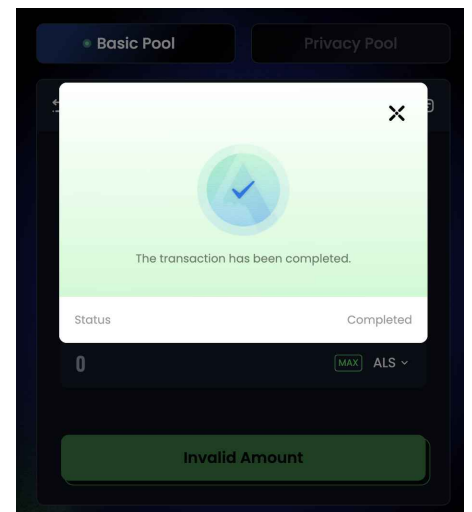 Basic Pool
Privacy Pool
The transaction has been completed.
Status
Completed
0
MAX
ALS
Invalid Amount